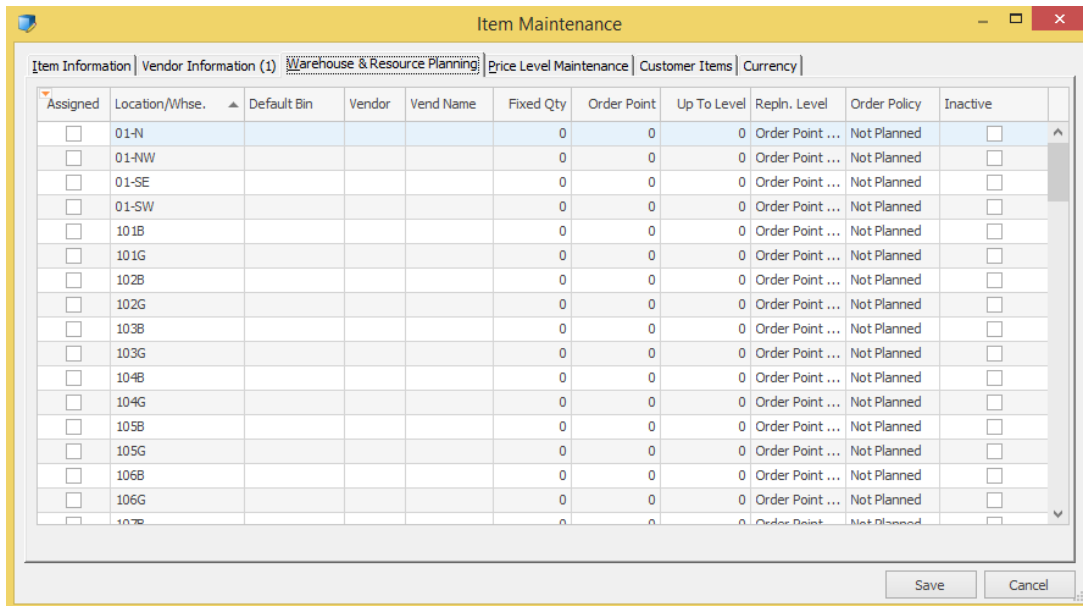 Item Maintenance
Item Information Vendor Information (1) Warehouse & Resource Planning Price Level Maintenance Customer Items Currency
Assigned Location/Whse. Default Bin Vendor Vend Name Fixed Qty Order Point Up To Level Repln. Level Order Policy Inactive
01-N 0 0 0 Order Point ... Not Planned
01-NW 0 0 0 Order Point ... Not Planned
01-SE 0 0 0 Order Point ... Not Planned
01-SW 0 0 0 Order Point ... Not Planned
101B 0 0 0 Order Point ... Not Planned
101G 0 0 0 Order Point ... Not Planned
102B 0 0 0 Order Point ... Not Planned
102G 0 0 0 Order Point ... Not Planned
103B 0 0 0 Order Point ... Not Planned
103G 0 0 0 Order Point ... Not Planned
104B 0 0 0 Order Point ... Not Planned
104G 0 0 0 Order Point ... Not Planned
105B 0 0 0 Order Point ... Not Planned
105G 0 0 0 Order Point ... Not Planned
106B 0 0 0 Order Point ... Not Planned
106G 0 0 0 Order Point ... Not Planned
107B 0 0 0 Order Point ... Not Planned
Save Cancel